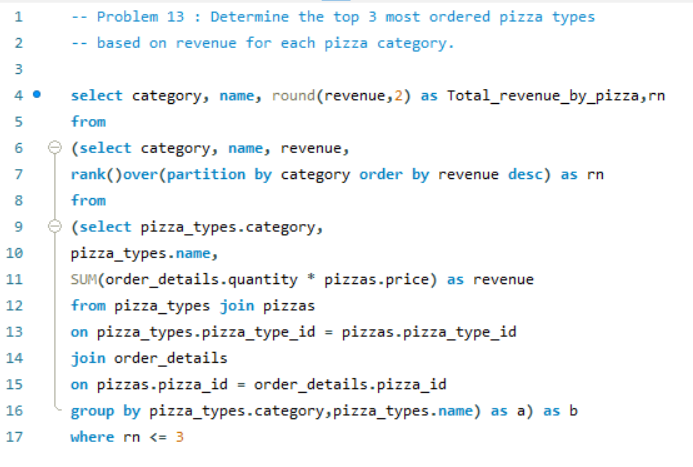 1 -- Problem 13 : Determine the top 3 most ordered pizza types
2 -- based on revenue for each pizza category.
3
4 select category, name, round(revenue,2) as Total_revenue_by_pizza,rn
5 from
6 (select category, name, revenue,
7 rank()over(partition by category order by revenue desc) as rn
8 from
9 (select pizza_types.category,
10 pizza_types.name,
11 SUM(order_details.quantity * pizzas.price) as revenue
12 from pizza_types join pizzas
13 on pizza_types.pizza_type_id = pizzas.pizza_type_id
14 join order_details
15 on pizzas.pizza_id = order_details.pizza_id
16 group by pizza_types.category,pizza_types.name) as a) as b
17 where rn <= 3